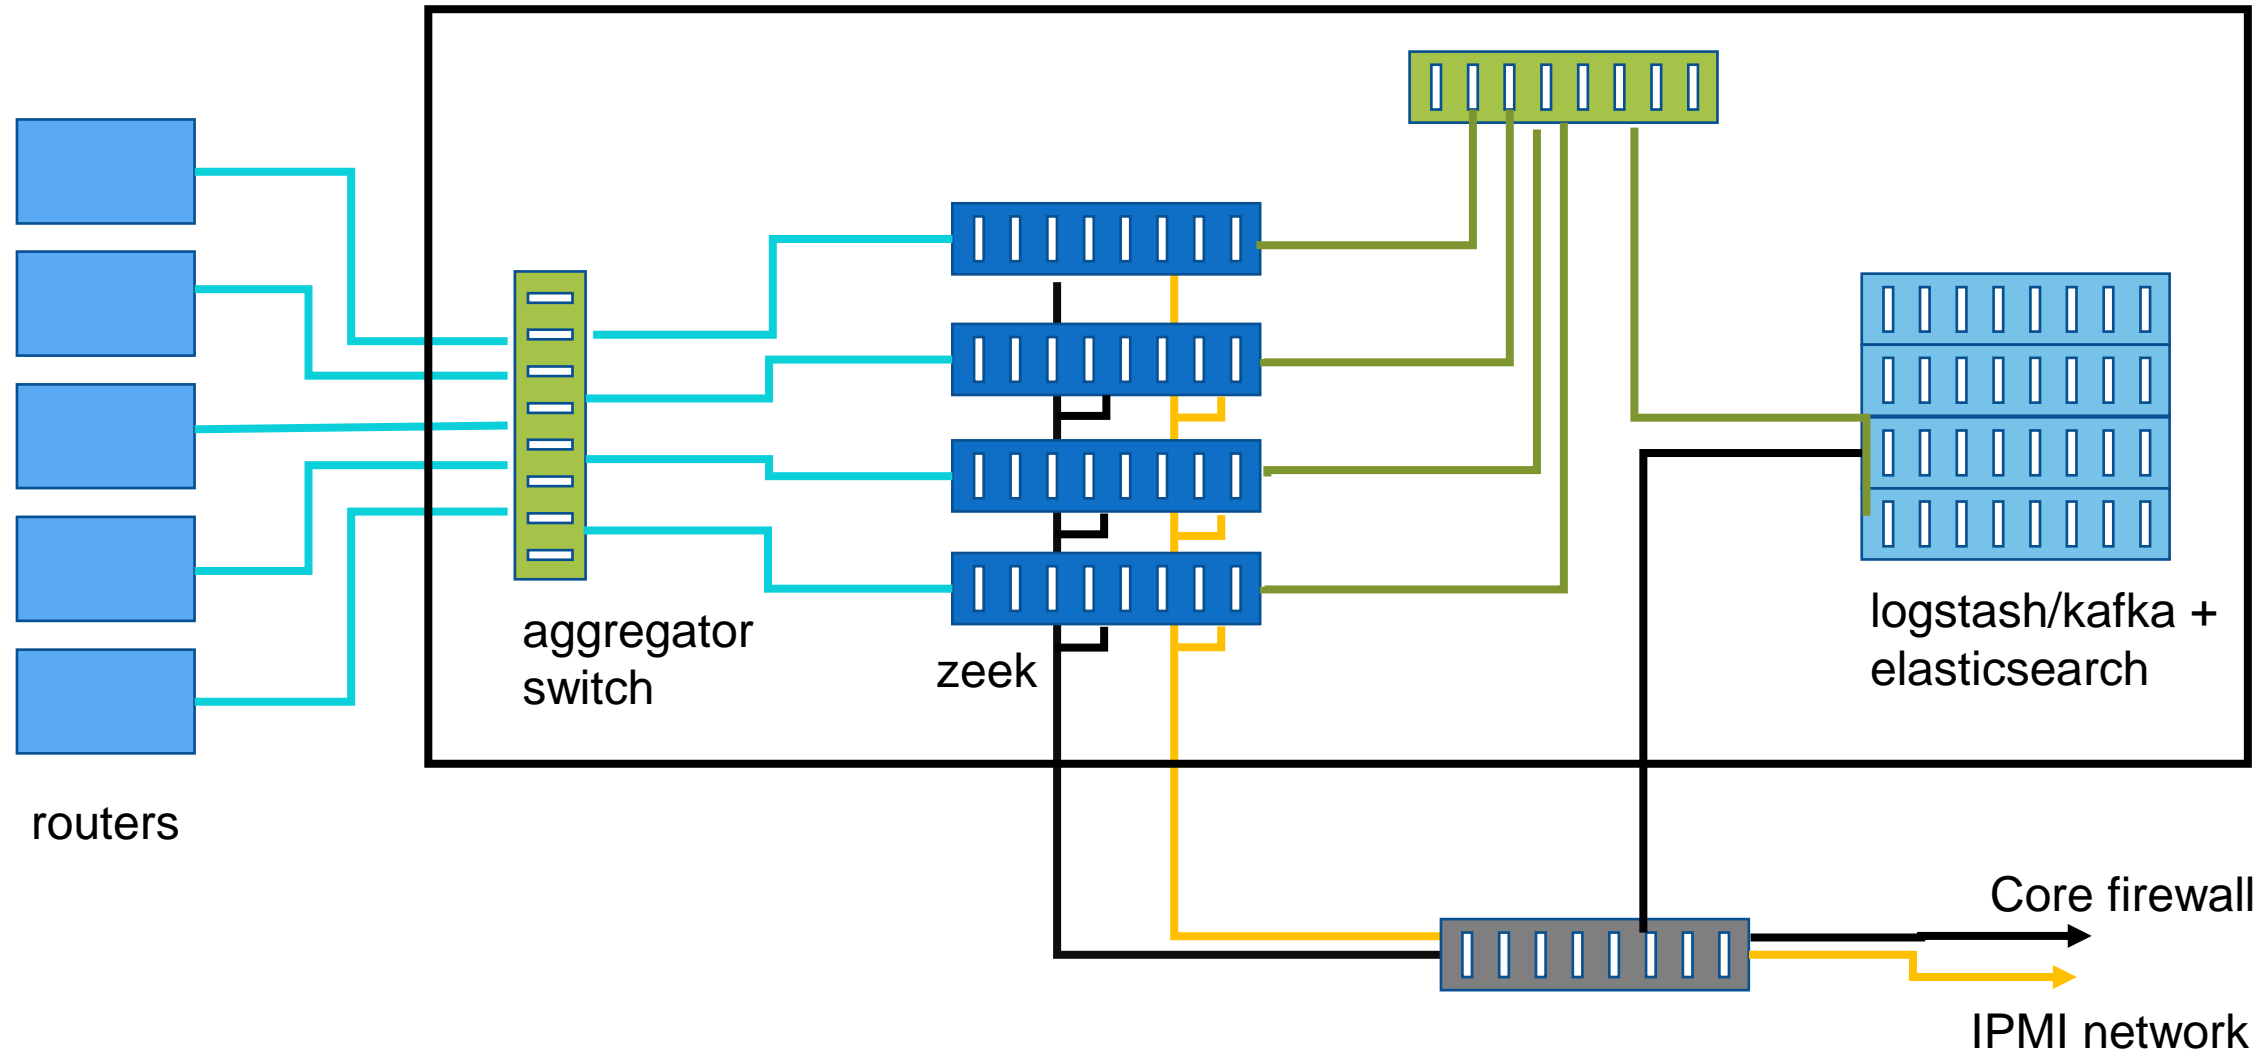 aggregator
switch
zeek
logstash/kafka +
elasticsearch
routers
Core firewall
IPMI network